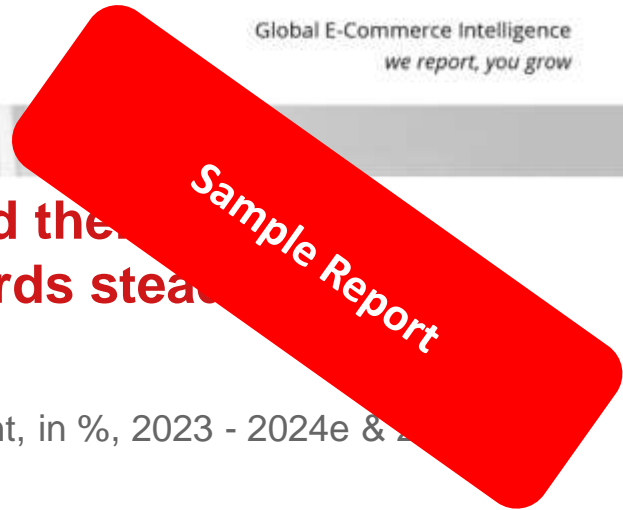 Global E-Commerce Intelligence
we report, you grow
Sample Report
d the
rds stea
nt, in %, 2023 - 2024e &